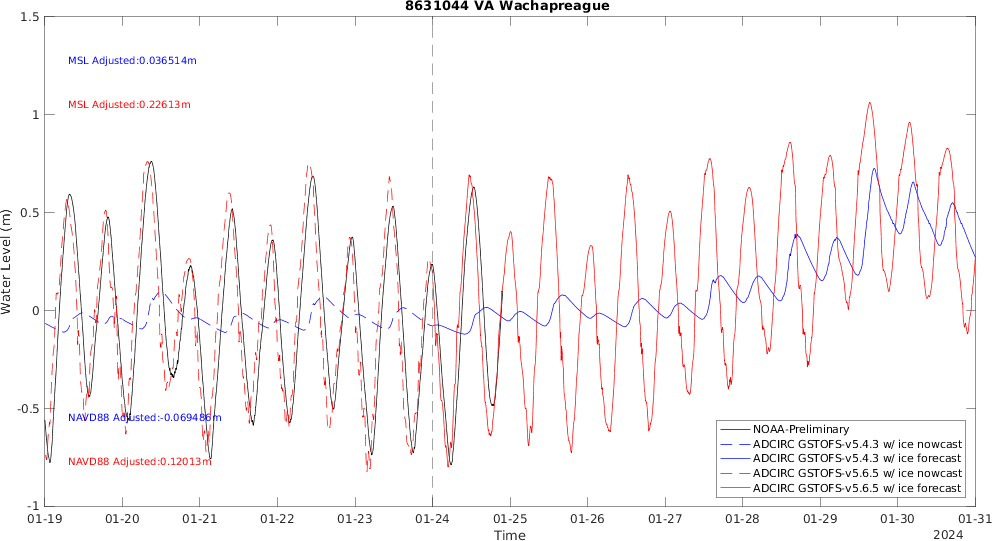 8631044 VA Wachapreague
1.5
MSL Adjusted:0.036514m
MSL Adjusted:0.22613m
1
0.5
Water Level (m)
0
-0.5
NAVD88 Adjusted:-0.069486m
NAVD88 Adjusted:0.12013m
-1
NOAA-Preliminary
ADCIRC GSTOFS-v5.4.3 w/ ice nowcast
ADCIRC GSTOFS-v5.4.3 w/ ice forecast
ADCIRC GSTOFS-v5.6.5 w/ ice nowcast
ADCIRC GSTOFS-v5.6.5 w/ ice forecast
01-19 01-20 01-21 01-22 01-23 01-24 01-25 01-26 01-27 01-28 01-29 01-30 01-31
Time
2024